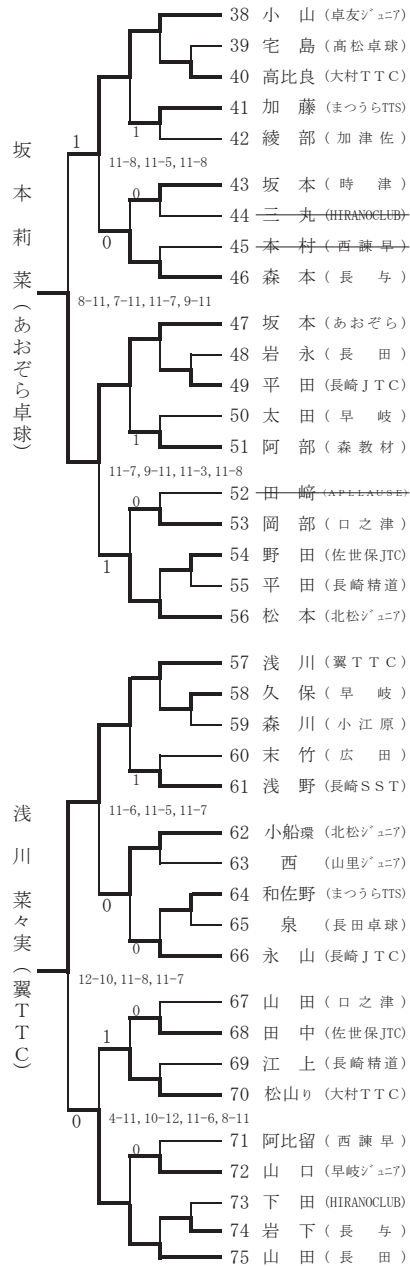 坂本莉菜(あおぞら卓球)
38 小山 (卓友ジュニア)
39 宅島 (髙松卓球)
40 高比良 (大村TTC)
41 加藤 (まつうらTTS)
1
42 綾部 (加津佐)
1
11-8, 11-5, 11-8
43 坂本 (時津)
0
44 三丸 (HIRANOCLUB)
45 本村 (西諫早)
0
46 森本 (長与)
8-11, 7-11, 11-7, 9-11
47 坂本 (あおぞら)
48 岩永 (長田)
49 平田 (長崎JTC)
50 太田 (早岐)
1
51 阿部 (森教材)
11-7, 9-11, 11-3, 11-8
52 田﨑 (APLLAUSE)
0
53 岡部 (口之津)
54 野田 (佐世保JTC)
1
55 平田 (長崎精道)
56 松本 (北松ジュニア)
浅川菜々実(翼TTC)
57 浅川 (翼TTC)
58 久保 (早岐)
59 森川 (小江原)
60 末竹 (広田)
1
61 浅野 (長崎SST)
11-6, 11-5, 11-7
62 小船環 (北松ジュニア)
63 西 (山里ジュニア)
64 和佐野 (まつうらTTS)
0
65 泉 (長田卓球)
0
66 永山 (長崎JTC)
12-10, 11-8, 11-7
67 山田 (口之津)
0
68 田中 (佐世保JTC)
1
69 江上 (長崎精道)
70 松山り (大村TTC)
0
4-11, 10-12, 11-6, 8-11
71 阿比留 (西諫早)
0
72 山口 (早岐ジュニア)
73 下田 (HIRANOCLUB)
74 岩下 (長与)
75 山田 (長田)